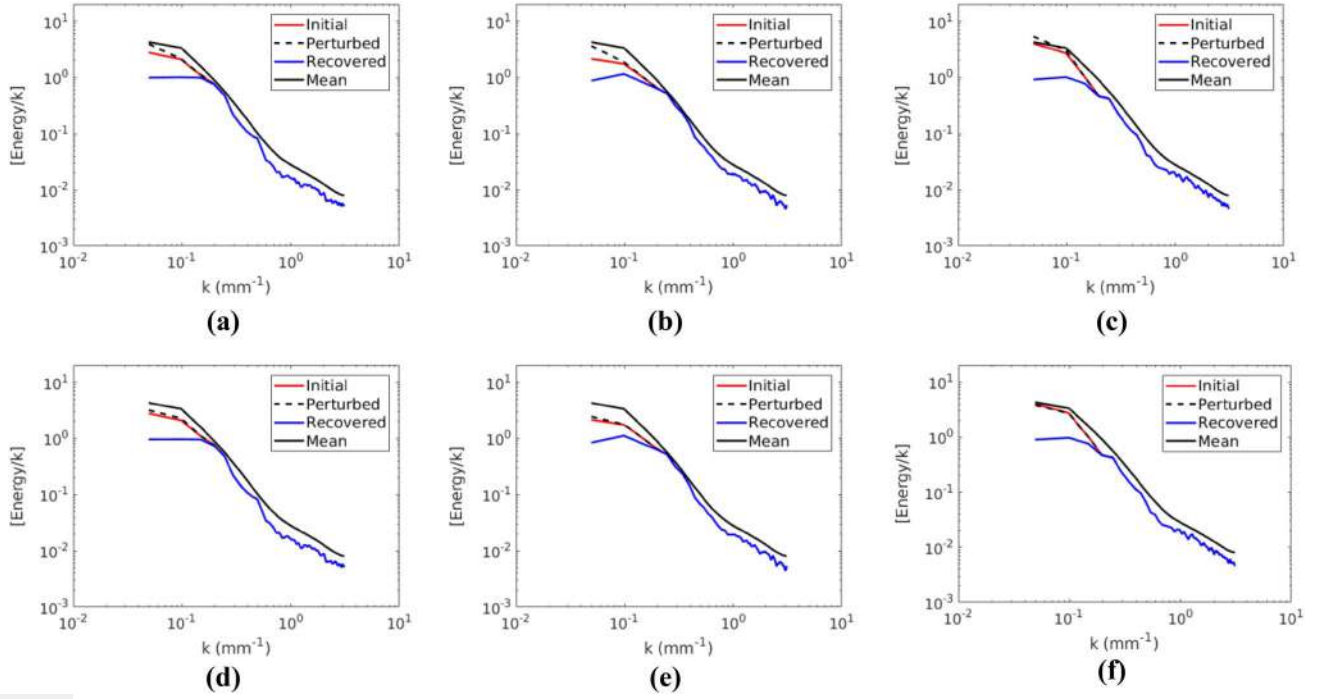 10¹
10⁰
10⁻¹
10⁻²
10⁻³
[Energy/k]
Initial
Perturbed
Recovered
Mean
10⁻²
10⁻¹
10⁰
10¹
k (mm⁻¹)
(a)
10¹
10⁰
10⁻¹
10⁻²
10⁻³
[Energy/k]
Initial
Perturbed
Recovered
Mean
10⁻²
10⁻¹
10⁰
10¹
k (mm⁻¹)
(b)
10¹
10⁰
10⁻¹
10⁻²
10⁻³
[Energy/k]
Initial
Perturbed
Recovered
Mean
10⁻²
10⁻¹
10⁰
10¹
k (mm⁻¹)
(c)
10¹
10⁰
10⁻¹
10⁻²
10⁻³
[Energy/k]
Initial
Perturbed
Recovered
Mean
10⁻²
10⁻¹
10⁰
10¹
k (mm⁻¹)
(d)
10¹
10⁰
10⁻¹
10⁻²
10⁻³
[Energy/k]
Initial
Perturbed
Recovered
Mean
10⁻²
10⁻¹
10⁰
10¹
k (mm⁻¹)
(e)
10¹
10⁰
10⁻¹
10⁻²
10⁻³
[Energy/k]
Initial
Perturbed
Recovered
Mean
10⁻²
10⁻¹
10⁰
10¹
k (mm⁻¹)
(f)